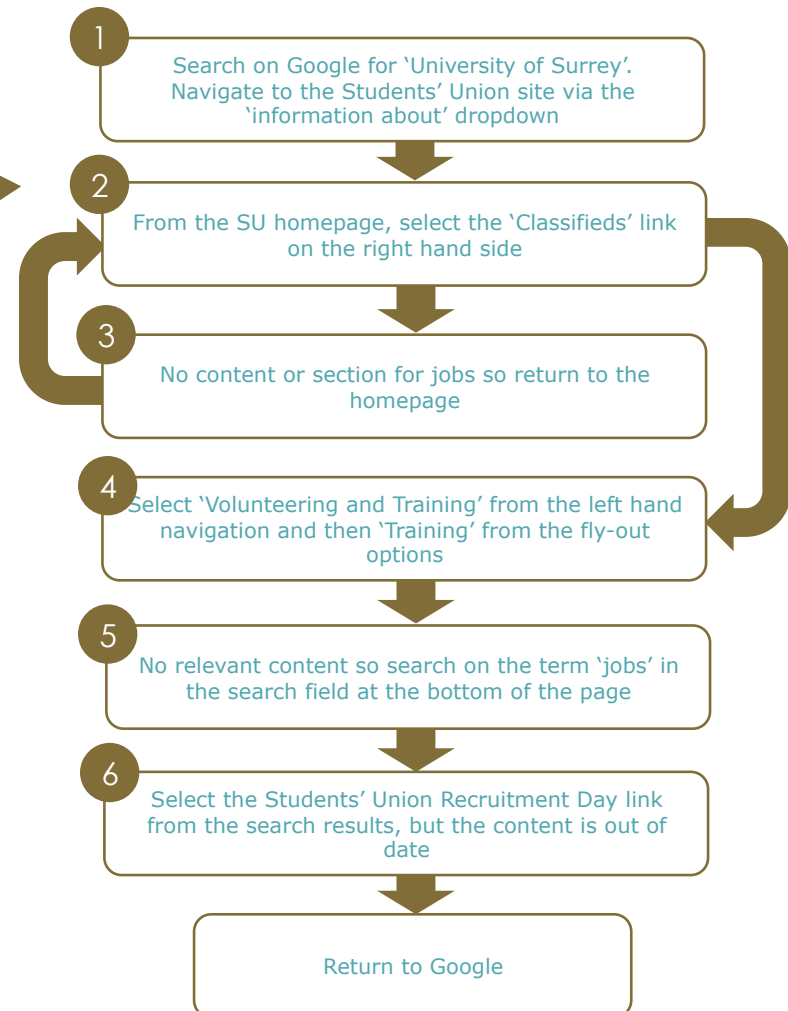 1
Search on Google for ‘University of Surrey’.
Navigate to the Students’ Union site via the
‘information about’ dropdown
2
From the SU homepage, select the ‘Classifieds’ link
on the right hand side
3
No content or section for jobs so return to the
homepage
4
Select ‘Volunteering and Training’ from the left hand
navigation and then ‘Training’ from the fly-out
options
5
No relevant content so search on the term ‘jobs’ in
the search field at the bottom of the page
6
Select the Students’ Union Recruitment Day link
from the search results, but the content is out of
date
Return to Google